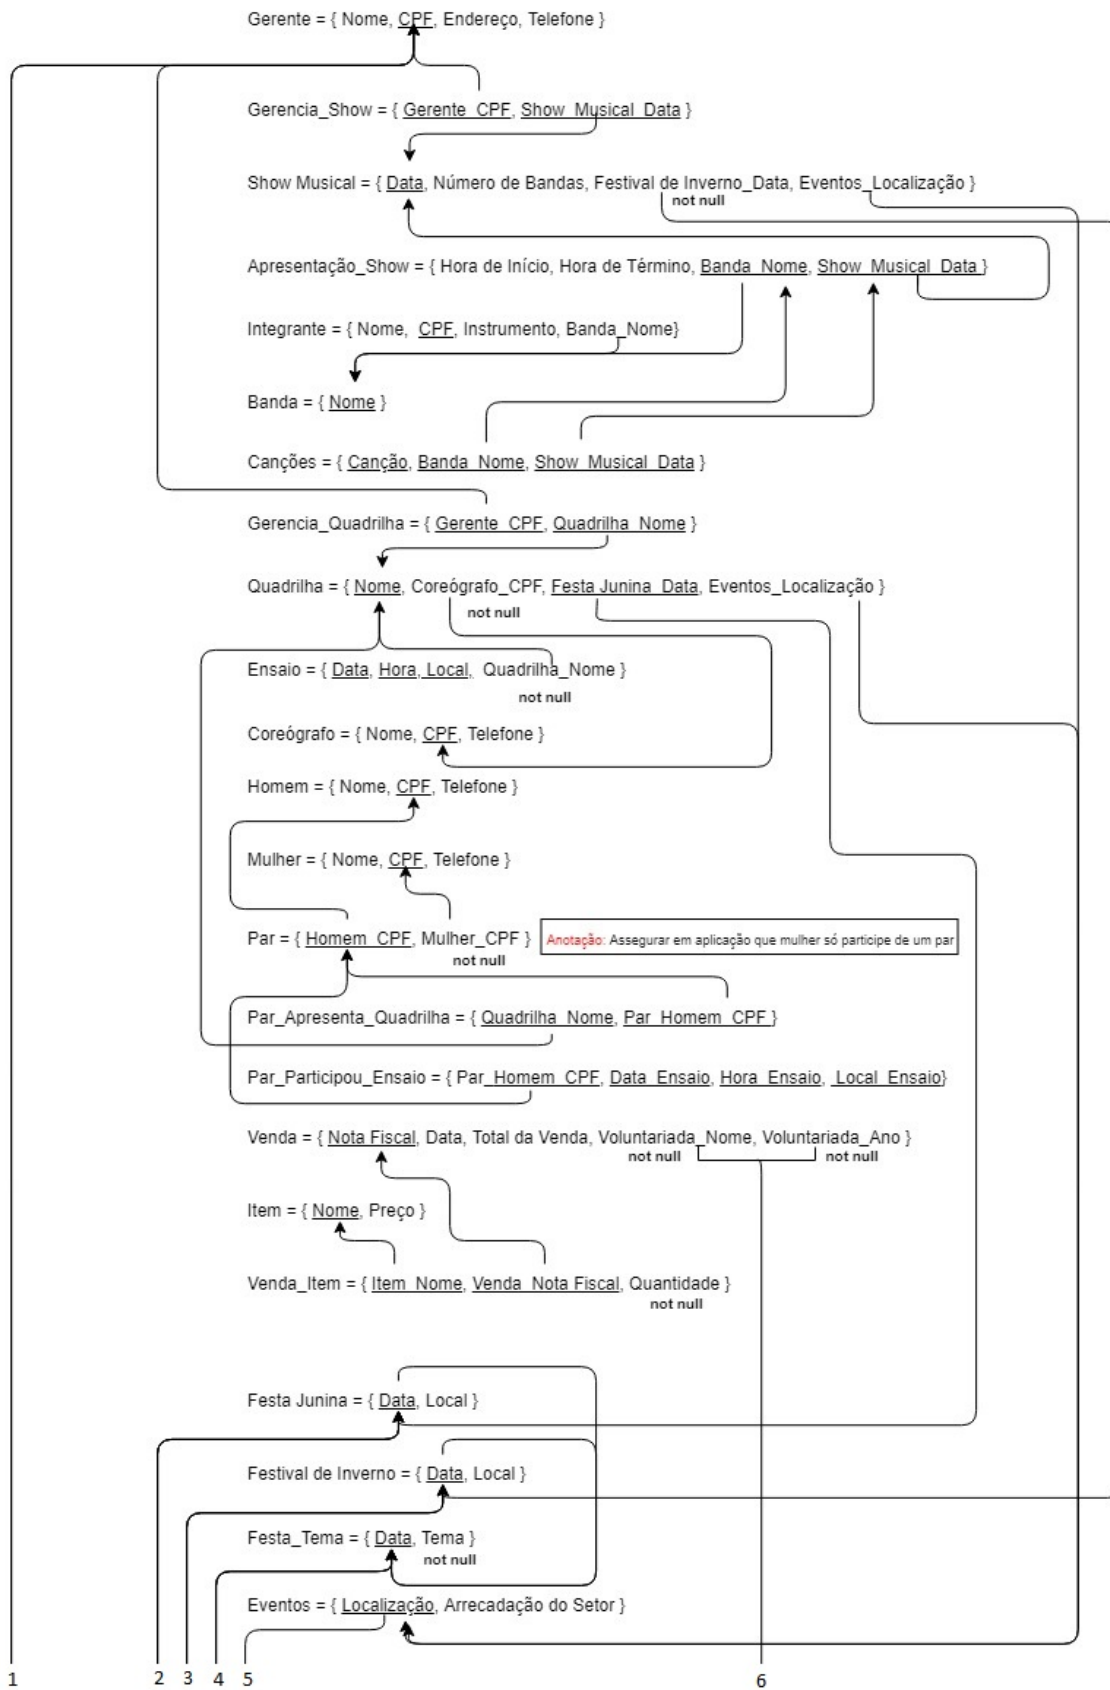 Gerente = { Nome, CPF, Endereço, Telefone }
Gerencia_Show = { Gerente_CPF, Show_Musical_Data }
Show Musical = { Data, Número de Bandas, Festival de Inverno_Data, Eventos_Localização }
not null
Apresentação_Show = { Hora de Início, Hora de Término, Banda_Nome, Show_Musical_Data }
Integrante = { Nome, CPF, Instrumento, Banda_Nome}
Banda = { Nome }
Canções = { Canção, Banda_Nome, Show_Musical_Data }
Gerencia_Quadrilha = { Gerente_CPF, Quadrilha_Nome }
Quadrilha = { Nome, Coreógrafo_CPF, Festa Junina_Data, Eventos_Localização }
not null
Ensaio = { Data, Hora, Local, Quadrilha_Nome }
not null
Coreógrafo = { Nome, CPF, Telefone }
Homem = { Nome, CPF, Telefone }
Mulher = { Nome, CPF, Telefone }
Par = { Homem_CPF, Mulher_CPF } Anotação: Assegurar em aplicação que mulher só participe de um par
not null
Par_Apresenta_Quadrilha = { Quadrilha_Nome, Par_Homem_CPF }
Par_Participou_Ensaio = { Par_Homem_CPF, Data_Ensaio, Hora_Ensaio, _Local_Ensaio}
Venda = { Nota Fiscal, Data, Total da Venda, Voluntariada_Nome, Voluntariada_Ano }
not null not null
Item = { Nome, Preço }
Venda_Item = { Item_Nome, Venda_Nota Fiscal, Quantidade }
not null
Festa Junina = { Data, Local }
Festival de Inverno = { Data, Local }
Festa_Tema = { Data, Tema }
not null
Eventos = { Localização, Arrecadação do Setor }
1 2 3 4 5 6